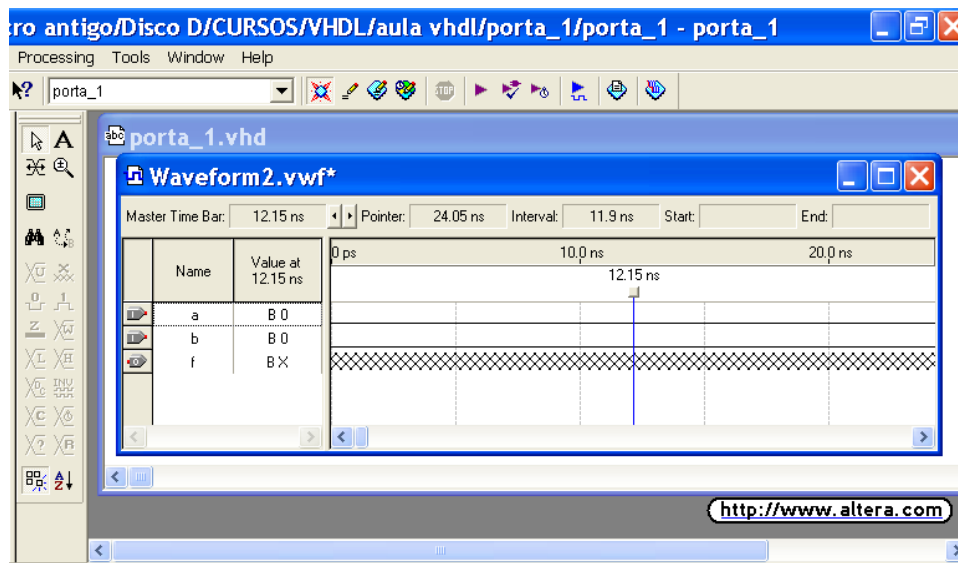 ro antigo/Disco D/CURSOS/VHDL/aula vhdl/porta_1/porta_1 - porta_1
Processing Tools Window Help
porta_1
STOP
A
abc porta_1.vhd
Waveform2.vwf*
Master Time Bar: 12.15 ns Pointer: 24.05 ns Interval: 11.9 ns Start: End:
Name Value at 12.15 ns
0 ps 10.0 ns 20.0 ns
12.15 ns
a B 0
b B 0
f B X
http://www.altera.com